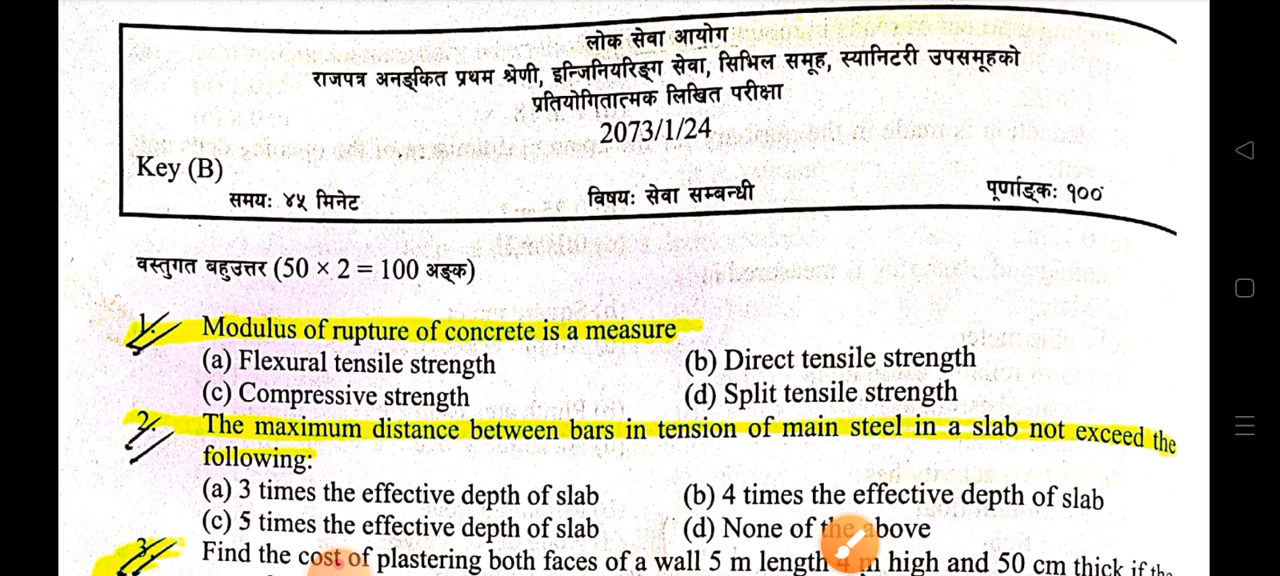 लोक सेवा आयोग
राजपत्र अनङ्कित प्रथम श्रेणी, इन्जिनियरिङ्ग सेवा, सिभिल समूह, स्यानिटरी उपसमूहको
प्रतियोगितात्मक लिखित परीक्षा
2073/1/24
Key (B)
समयः ४५ मिनेट विषयः सेवा सम्बन्धी पूर्णाङ्कः १००
वस्तुगत बहुउत्तर (50 × 2 = 100 अङ्क)
1. Modulus of rupture of concrete is a measure
(a) Flexural tensile strength (b) Direct tensile strength
(c) Compressive strength (d) Split tensile strength
2. The maximum distance between bars in tension of main steel in a slab not exceed the
following:
(a) 3 times the effective depth of slab (b) 4 times the effective depth of slab
(c) 5 times the effective depth of slab (d) None of the above
3. Find the cost of plastering both faces of a wall 5 m length 4 m high and 50 cm thick if the